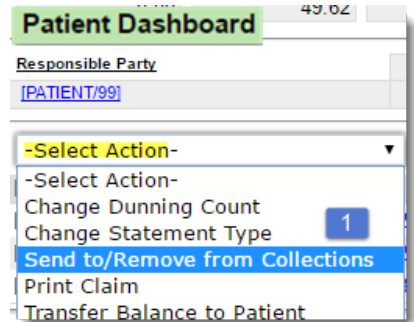 49.62
Patient Dashboard
Responsible Party
[PATIENT/99]
-Select Action-
-Select Action-
Change Dunning Count
Change Statement Type
1
Send to/Remove from Collections
Print Claim
Transfer Balance to Patient